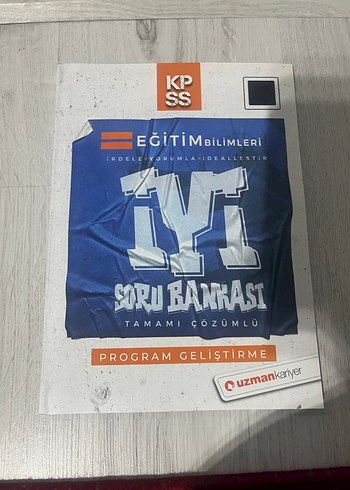 KP
SS
EĞİTİMBİLİMLERİ
İRDELE•YORUMLA•İDEALLEŞTİR
İYİ
SORU BANKASI
TAMAMI ÇÖZÜMLÜ
PROGRAM GELİŞTİRME
uzmankariyer